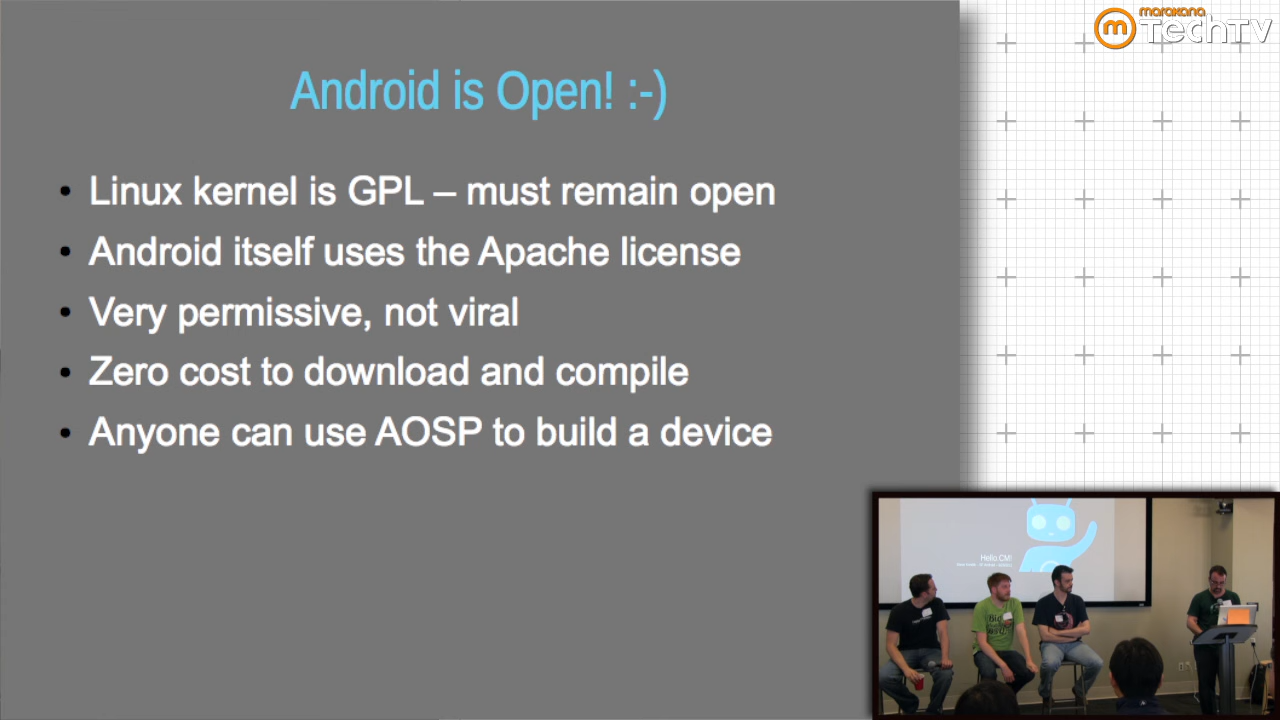 marakana
TechTV
Android is Open! :-)
• Linux kernel is GPL – must remain open
• Android itself uses the Apache license
• Very permissive, not viral
• Zero cost to download and compile
• Anyone can use AOSP to build a device
Hello CM!